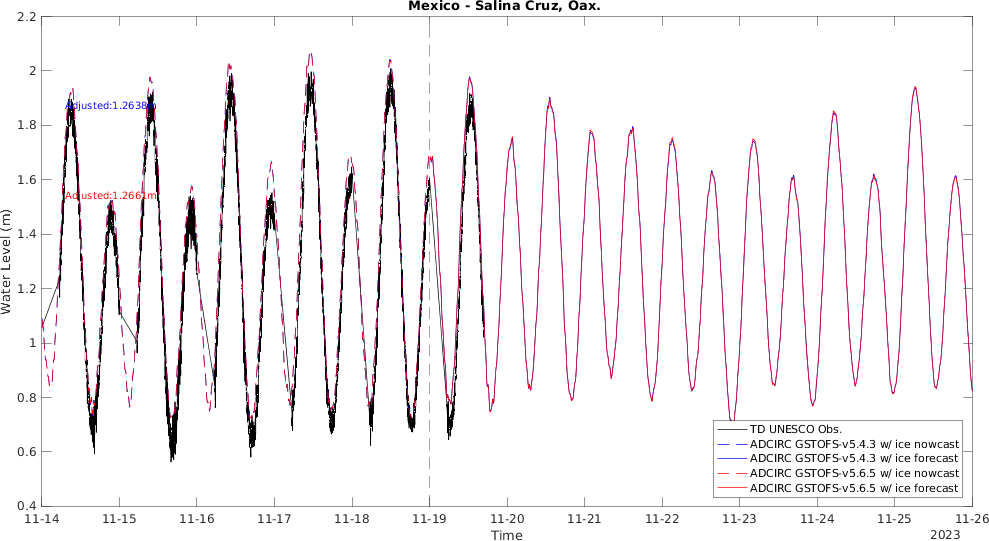 Mexico - Salina Cruz, Oax.
Water Level (m)
2.2
2
1.8
1.6
1.4
1.2
1
0.8
0.6
0.4
Adjusted:1.2638m
Adjusted:1.2661m
TD UNESCO Obs.
ADCIRC GSTOFS-v5.4.3 w/ ice nowcast
ADCIRC GSTOFS-v5.4.3 w/ ice forecast
ADCIRC GSTOFS-v5.6.5 w/ ice nowcast
ADCIRC GSTOFS-v5.6.5 w/ ice forecast
11-14 11-15 11-16 11-17 11-18 11-19 11-20 11-21 11-22 11-23 11-24 11-25 11-26
Time
2023